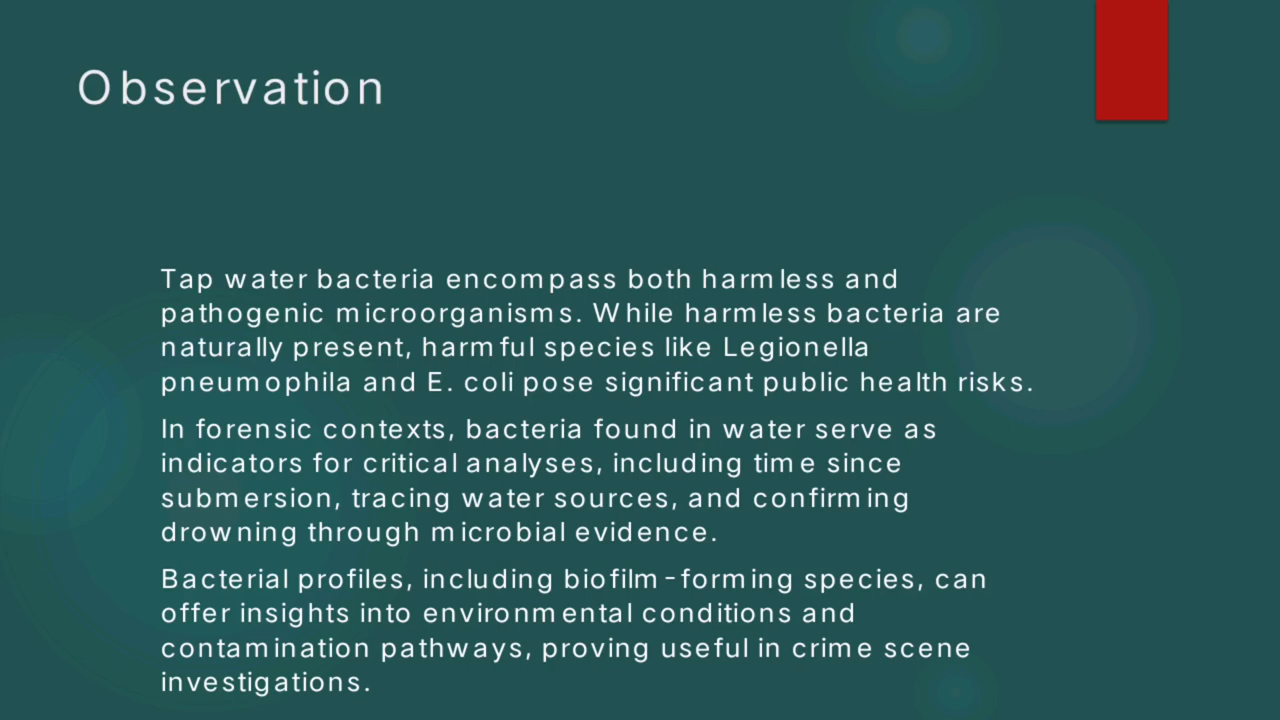 Observation
Tap water bacteria encompass both harmless and
pathogenic microorganisms. While harmless bacteria are
naturally present, harmful species like Legionella
pneumophila and E. coli pose significant public health risks.
In forensic contexts, bacteria found in water serve as
indicators for critical analyses, including time since
submersion, tracing water sources, and confirming
drowning through microbial evidence.
Bacterial profiles, including biofilm-forming species, can
offer insights into environmental conditions and
contamination pathways, proving useful in crime scene
investigations.